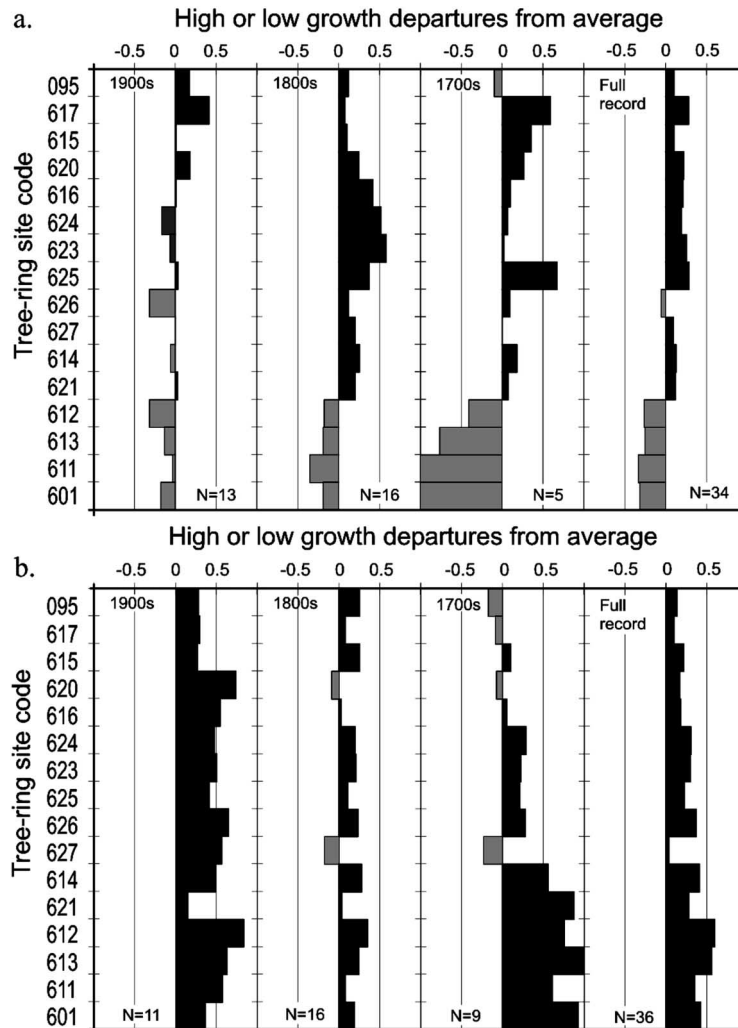 a.
High or low growth departures from average
-0.5 0 0.5 -0.5 0 0.5 -0.5 0 0.5 -0.5 0 0.5
1900s 1800s 1700s Full
record
Tree-ring site code
095
617
615
620
616
624
623
625
626
627
614
621
612
613
611
601
N=13 N=16 N=5 N=34
b.
High or low growth departures from average
-0.5 0 0.5 -0.5 0 0.5 -0.5 0 0.5 -0.5 0 0.5
1900s 1800s 1700s Full
record
Tree-ring site code
095
617
615
620
616
624
623
625
626
627
614
621
612
613
611
601
N=11 N=16 N=9 N=36